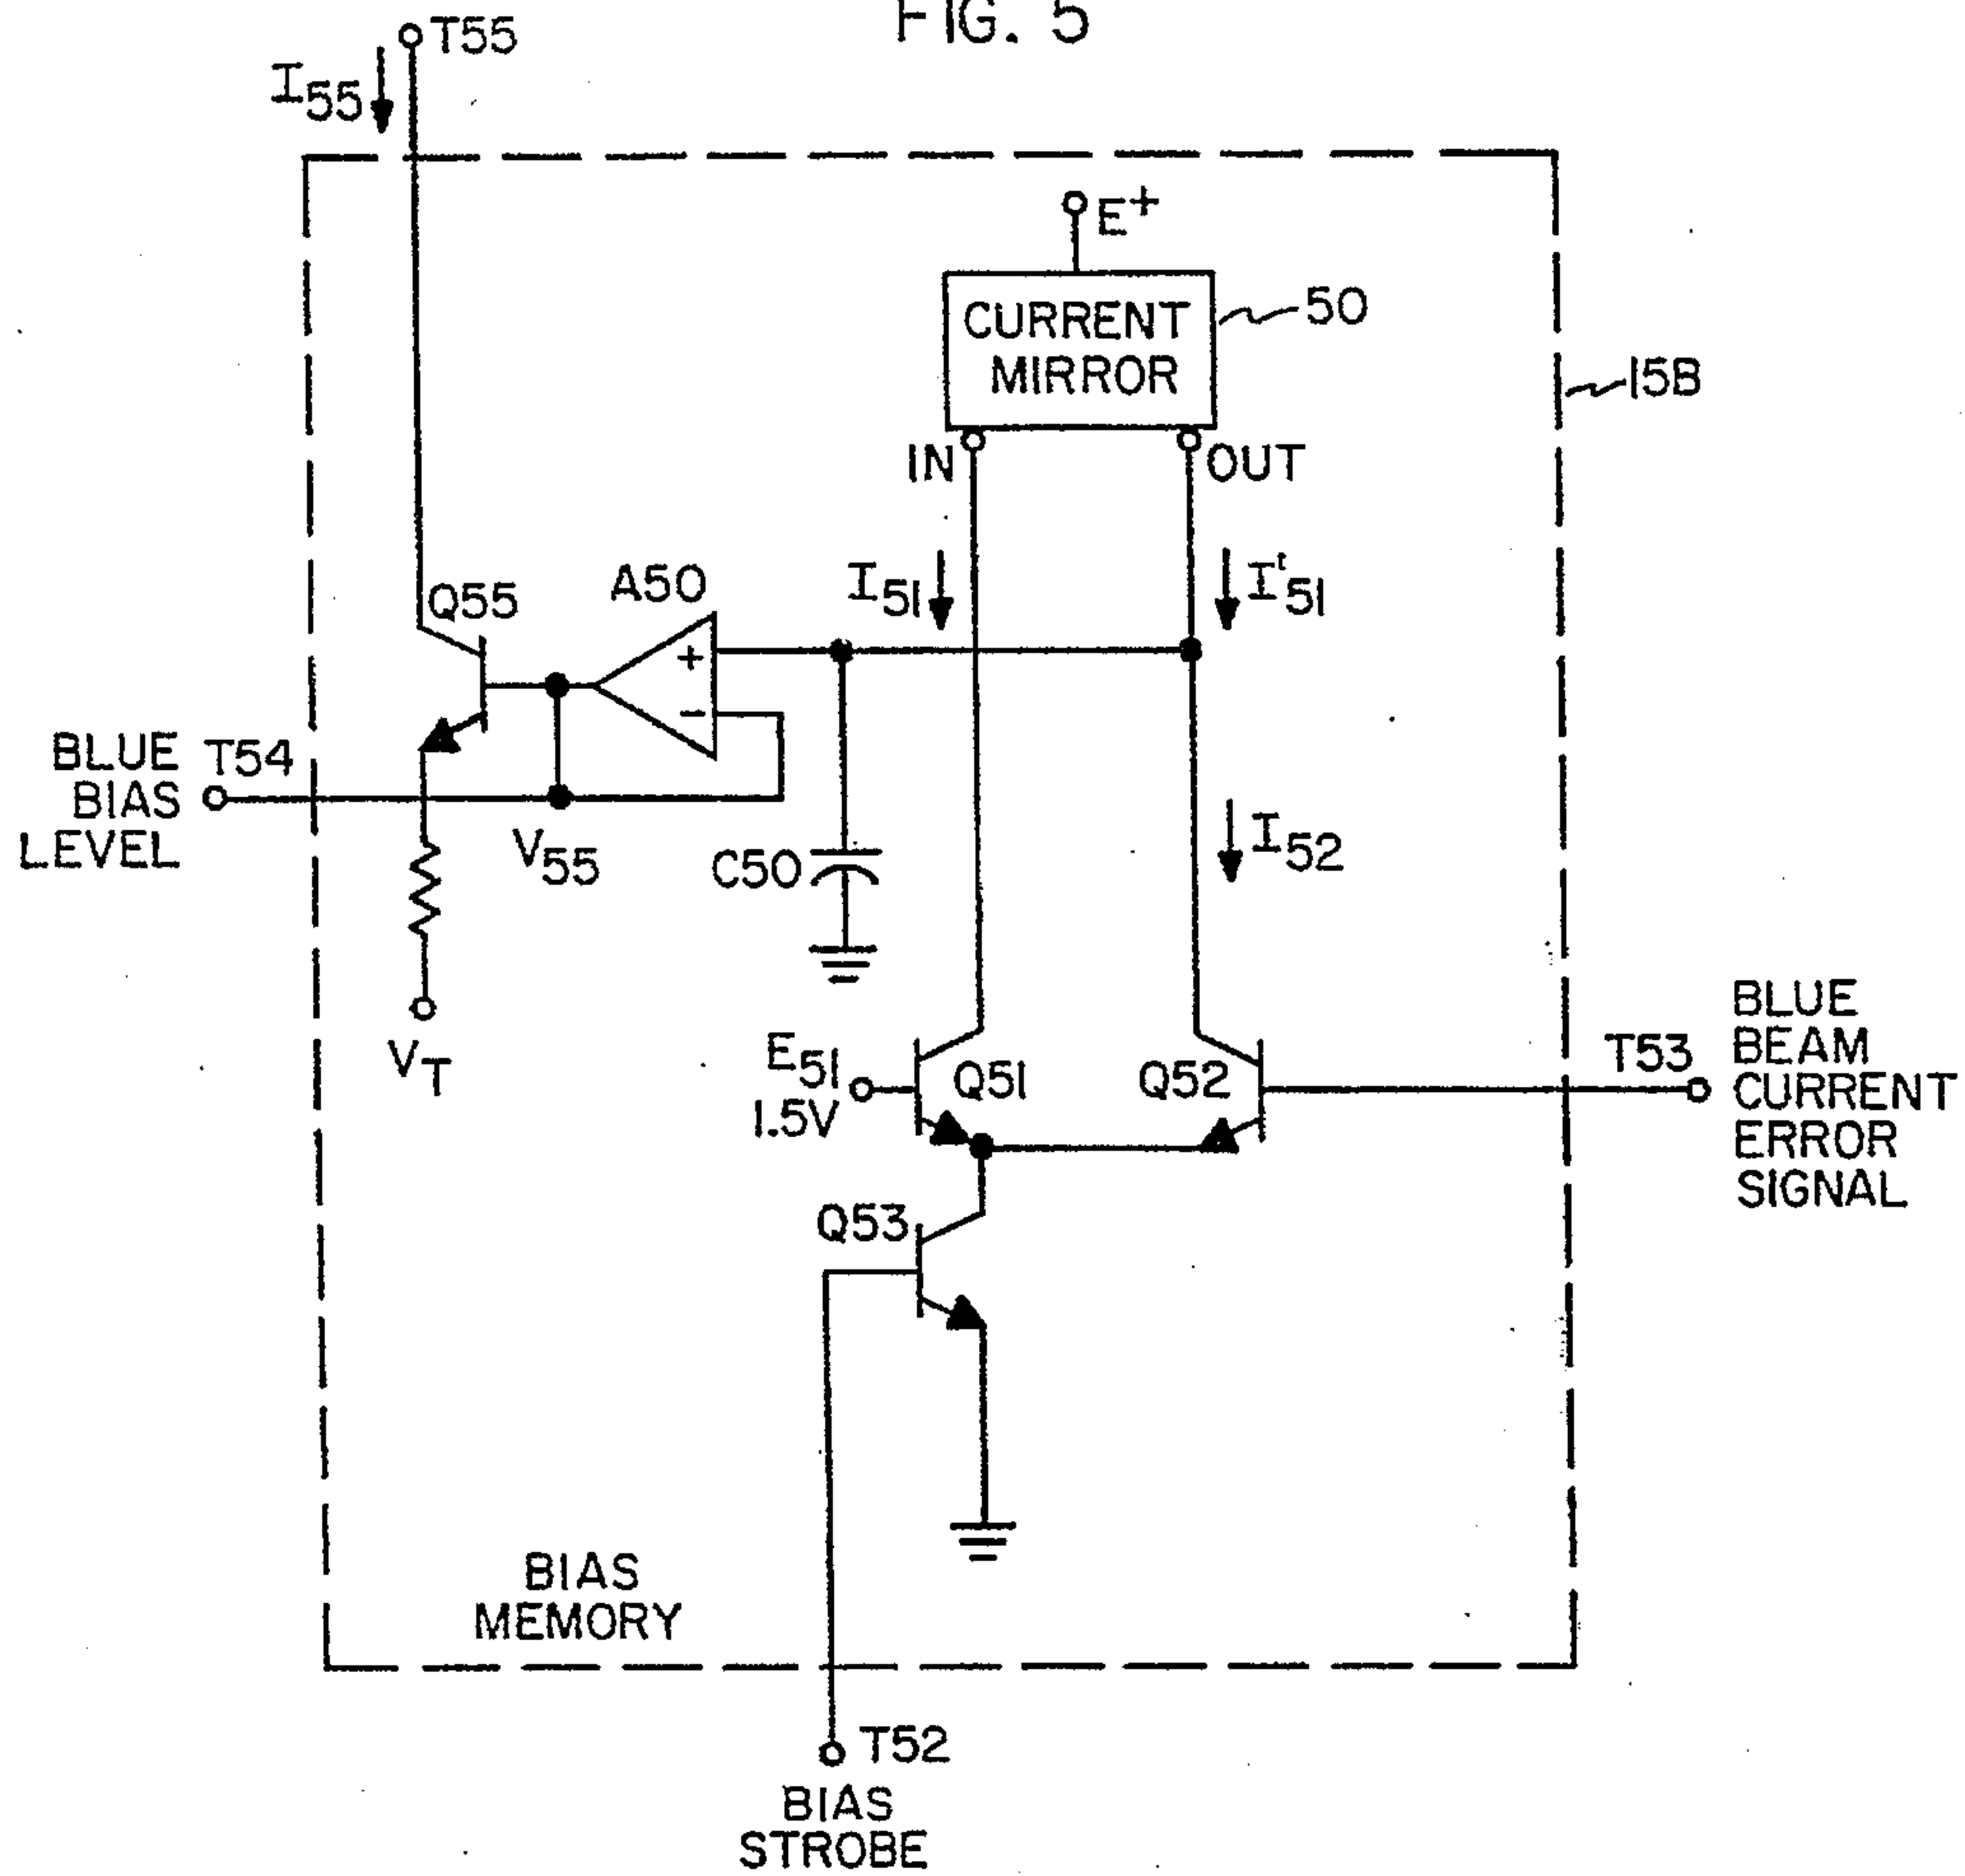 FIG. 5
T55
I55
E+
CURRENT
MIRROR
50
15B
IN
OUT
I51
I'51
Q55
A50
+
−
BLUE
BIAS
LEVEL
T54
V55
C50
I52
VT
E51
1.5V
Q51
Q52
T53
BLUE
BEAM
CURRENT
ERROR
SIGNAL
Q53
BIAS
MEMORY
T52
BIAS
STROBE